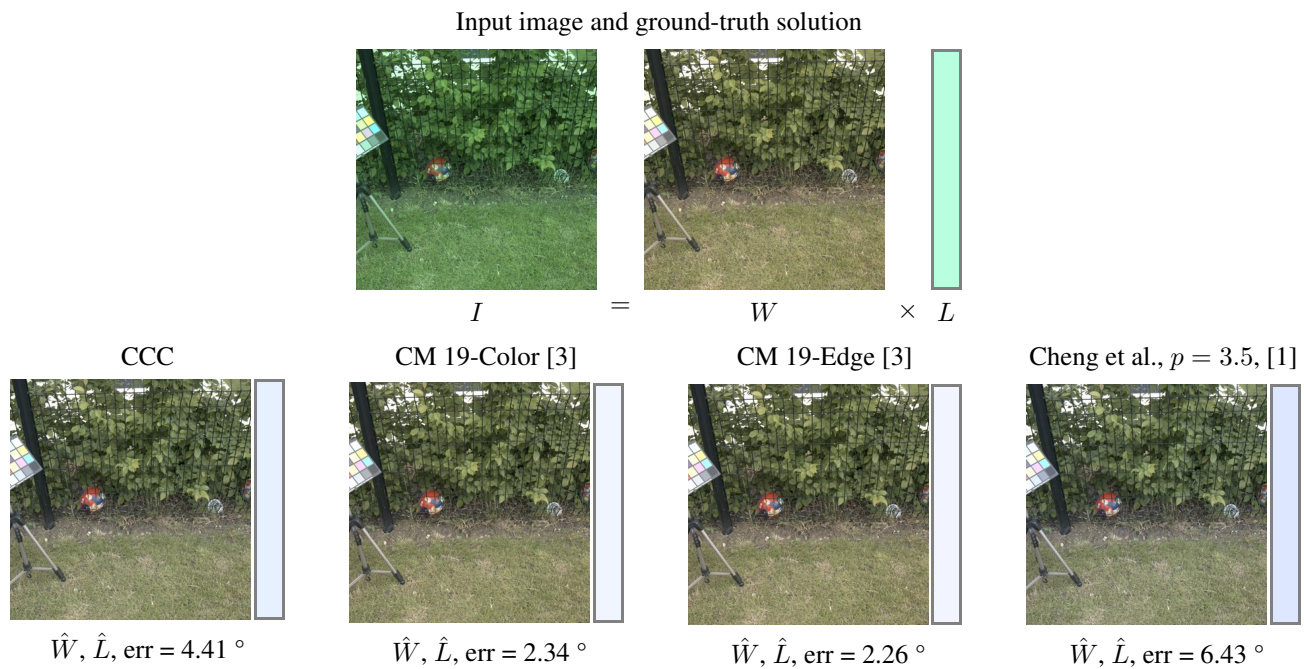 Input image and ground-truth solution
I = W × L
CCC
CM 19-Color [3]
CM 19-Edge [3]
Cheng et al., p = 3.5, [1]
Ŵ, L̂, err = 4.41 °
Ŵ, L̂, err = 2.34 °
Ŵ, L̂, err = 2.26 °
Ŵ, L̂, err = 6.43 °